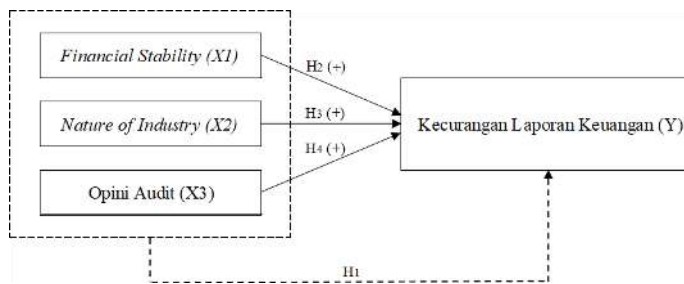 Financial Stability (X1)
H2 (+)
Nature of Industry (X2)
H3 (+)
Kecurangan Laporan Keuangan (Y)
H4 (+)
Opini Audit (X3)
H1